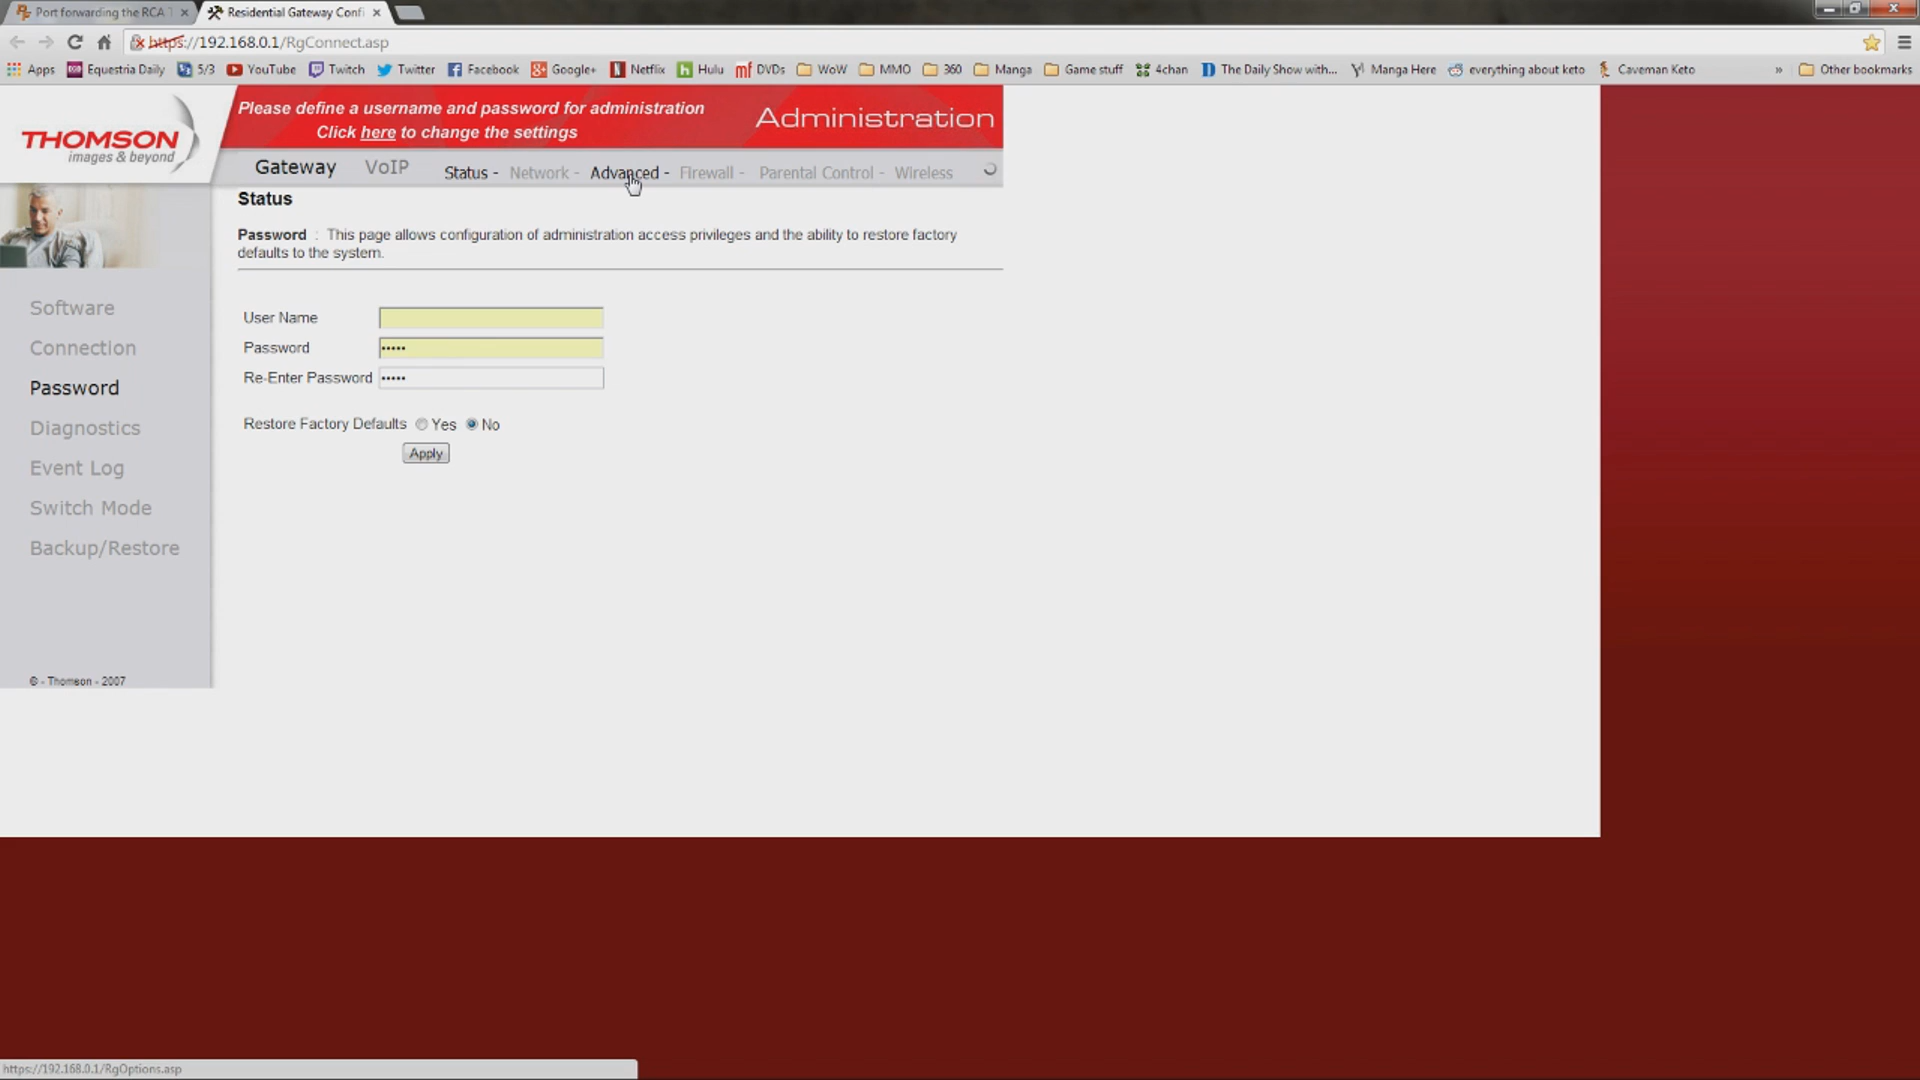 Port forwarding the RCA T
Residential Gateway Confi
https://192.168.0.1/RgConnect.asp
Apps Equestria Daily 5/3 YouTube Twitch Twitter Facebook Google+ Netflix Hulu DVDs WoW MMO 360 Manga Game stuff 4chan The Daily Show with... Manga Here everything about keto Caveman Keto » Other bookmarks
THOMSON
images & beyond
Please define a username and password for administration
Click here to change the settings
Administration
Gateway VoIP Status - Network - Advanced - Firewall - Parental Control - Wireless
Status
Password : This page allows configuration of administration access privileges and the ability to restore factory
defaults to the system.
User Name
Password •••••
Re-Enter Password •••••
Restore Factory Defaults Yes No
Apply
Software
Connection
Password
Diagnostics
Event Log
Switch Mode
Backup/Restore
© - Thomson - 2007
https://192.168.0.1/RgOptions.asp